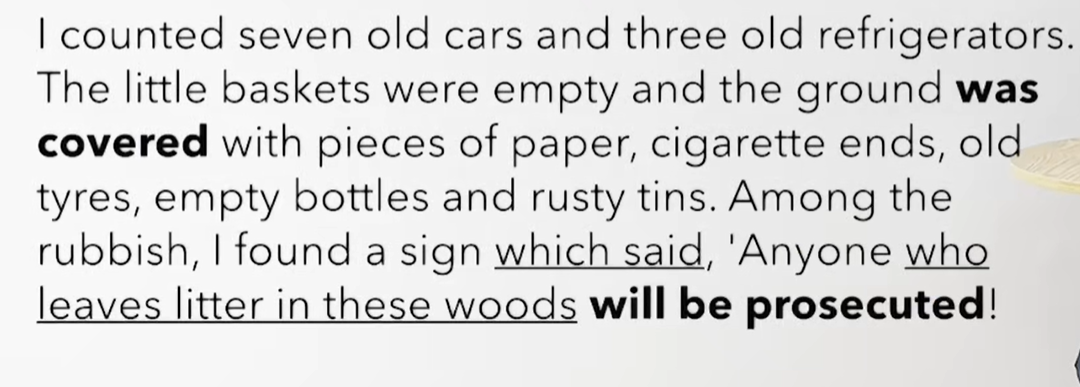 I counted seven old cars and three old refrigerators.
The little baskets were empty and the ground was
covered with pieces of paper, cigarette ends, old
tyres, empty bottles and rusty tins. Among the
rubbish, I found a sign which said, 'Anyone who
leaves litter in these woods will be prosecuted!